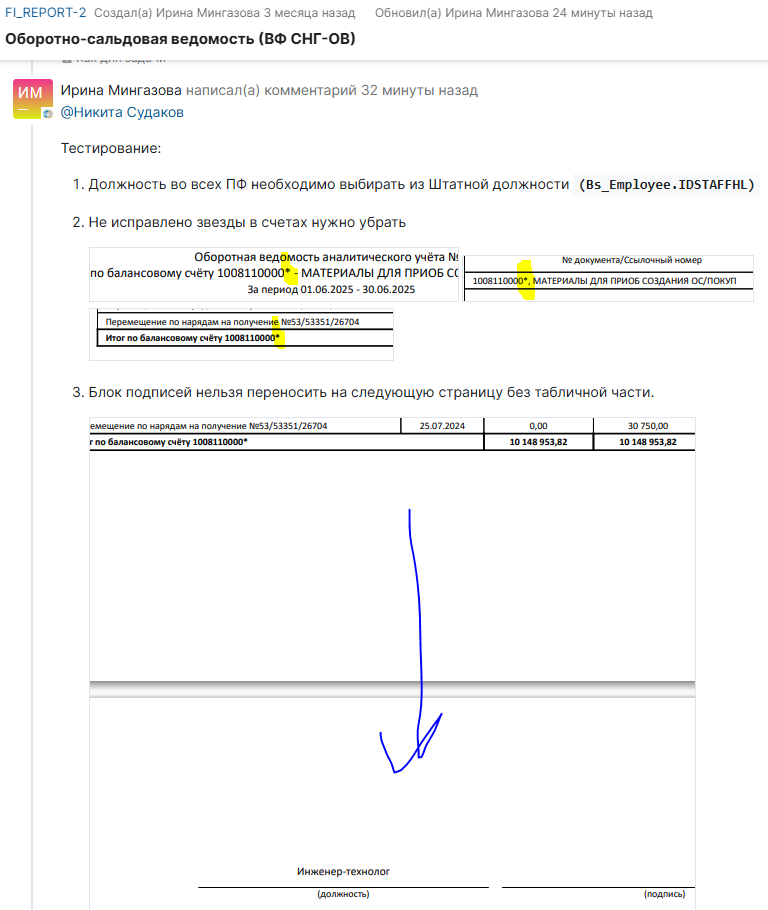 FI_REPORT-2 Создал(а) Ирина Мингазова 3 месяца назад Обновил(а) Ирина Мингазова 24 минуты назад
Оборотно-сальдовая ведомость (ВФ СНГ-ОВ)
ИМ
Ирина Мингазова написал(а) комментарий 32 минуты назад
@Никита Судаков
Тестирование:
1. Должность во всех ПФ необходимо выбирать из Штатной должности (Bs_Employee.IDSTAFFHL)
2. Не исправлено звезды в счетах нужно убрать
Оборотная ведомость аналитического учёта №
по балансовому счёту 1008110000* - МАТЕРИАЛЫ ДЛЯ ПРИОБ СО
За период 01.06.2025 - 30.06.2025
№ документа/Ссылочный номер
1008110000*, МАТЕРИАЛЫ ДЛЯ ПРИОБ СОЗДАНИЯ ОС/ПОКУП
Перемещение по нарядам на получение №53/53351/26704
Итог по балансовому счёту 1008110000*
3. Блок подписей нельзя переносить на следующую страницу без табличной части.
емещение по нарядам на получение №53/53351/26704 25.07.2024 0,00 30 750,00
г по балансовому счёту 1008110000* 10 148 953,82 10 148 953,82
Инженер-технолог
(должность) (подпись)